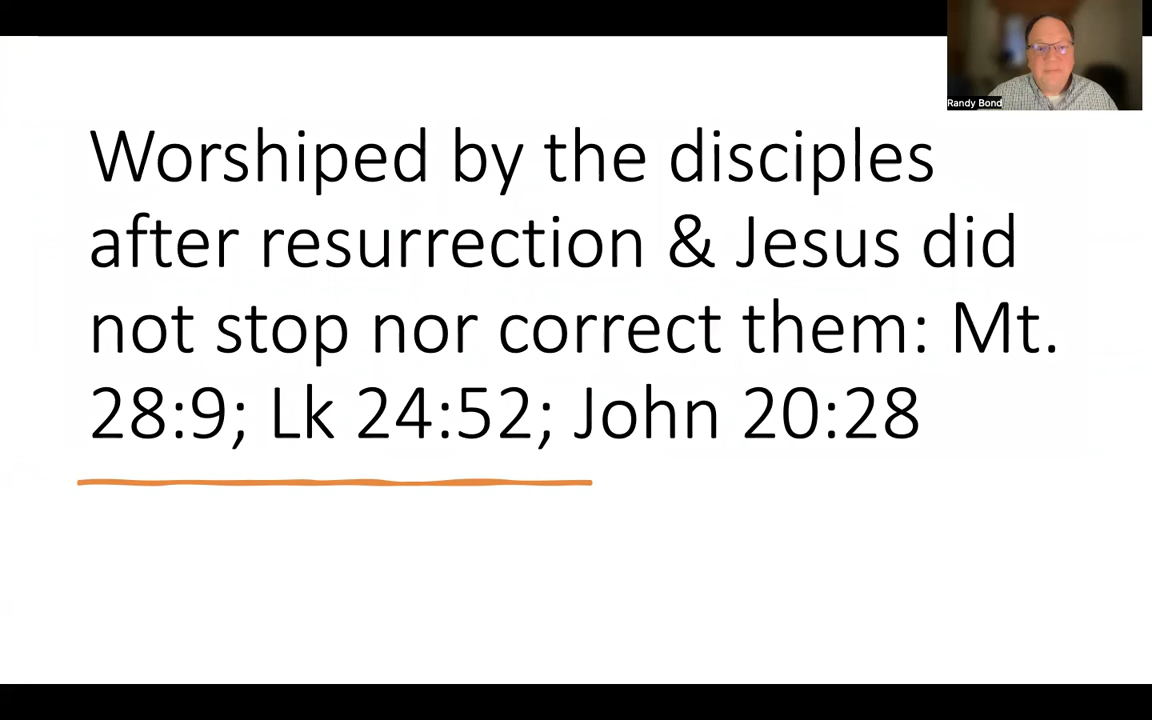 Randy Bond
Worshiped by the disciples
after resurrection & Jesus did
not stop nor correct them: Mt.
28:9; Lk 24:52; John 20:28